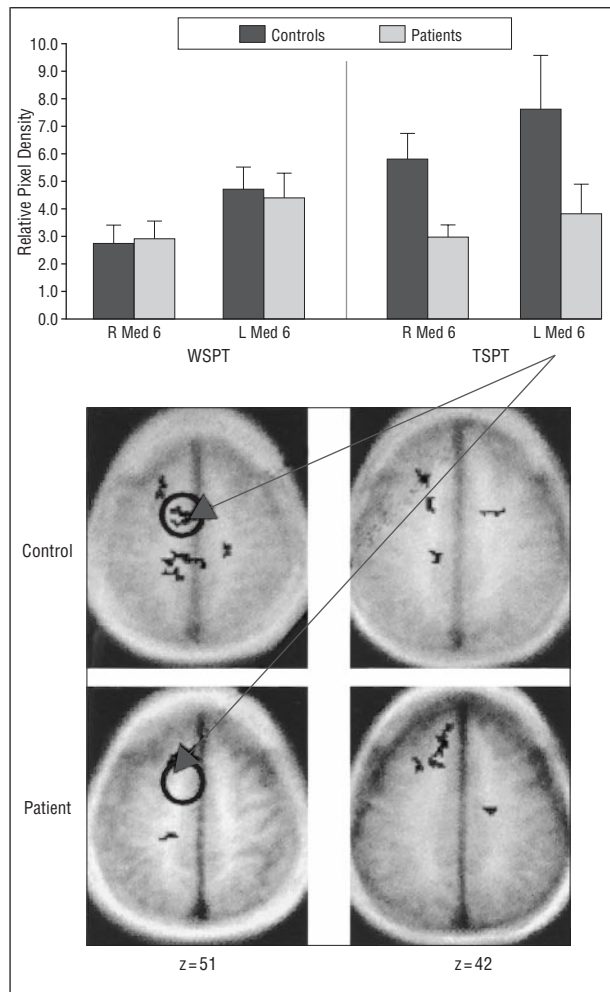 Controls Patients
10.0
9.0
8.0
7.0
6.0
5.0
4.0
3.0
2.0
1.0
0.0
Relative Pixel Density
R Med 6 L Med 6 R Med 6 L Med 6
WSPT TSPT
Control
Patient
z=51 z=42